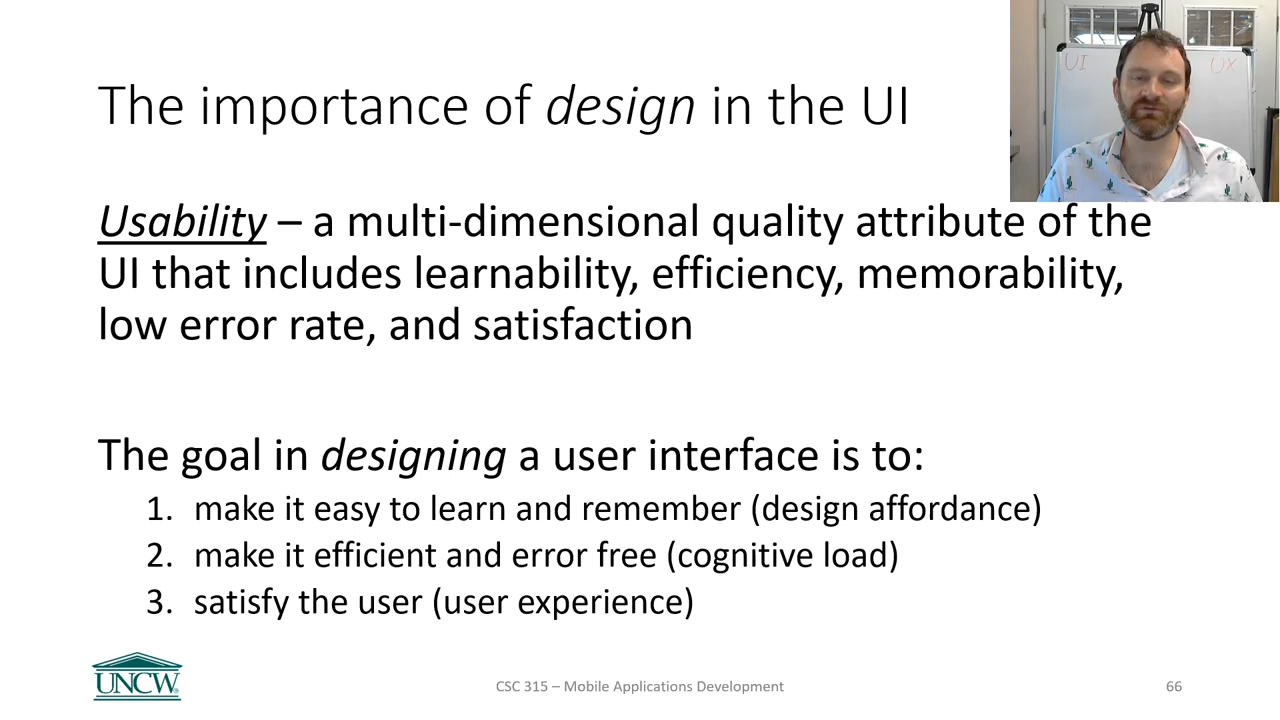 The importance of design in the UI
UI
UX
Usability – a multi-dimensional quality attribute of the
UI that includes learnability, efficiency, memorability,
low error rate, and satisfaction
The goal in designing a user interface is to:
1. make it easy to learn and remember (design affordance)
2. make it efficient and error free (cognitive load)
3. satisfy the user (user experience)
UNCW
CSC 315 – Mobile Applications Development
66